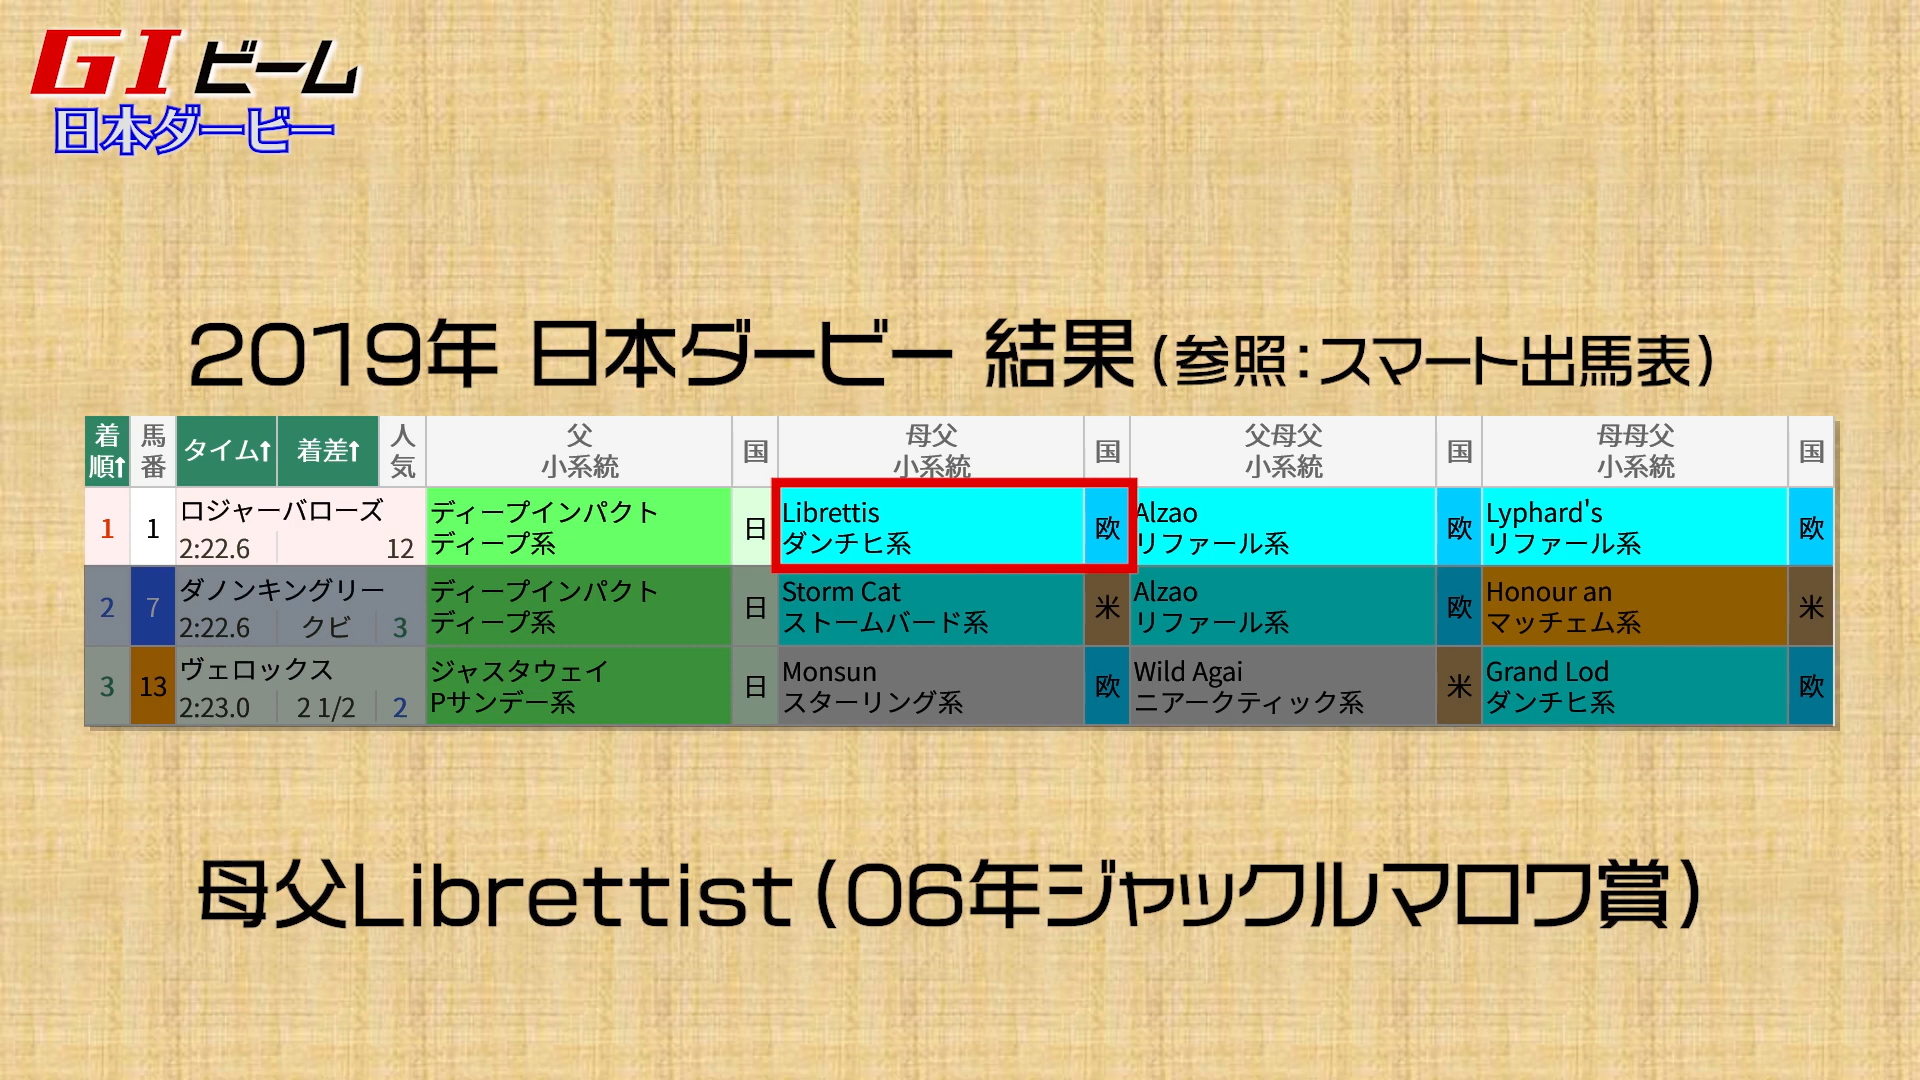 GIビーム
日本ダービー
2019年 日本ダービー 結果（参照：スマート出馬表）
着順↑ 馬番 タイム↑ 着差↑ 人気 父 小系統 国 母父 小系統 国 父母父 小系統 国 母母父 小系統 国
1 1 ロジャーバローズ 2:22.6 12 ディープインパクト ディープ系 日 Librettis ダンチヒ系 欧 Alzao リファール系 欧 Lyphard's リファール系 欧
2 7 ダノンキングリー 2:22.6 クビ 3 ディープインパクト ディープ系 日 Storm Cat ストームバード系 米 Alzao リファール系 欧 Honour an マッチェム系 米
3 13 ヴェロックス 2:23.0 2 1/2 2 ジャスタウェイ Pサンデー系 日 Monsun スターリング系 欧 Wild Agai ニアークティック系 米 Grand Lod ダンチヒ系 欧
母父Librettist（06年ジャックルマロワ賞）